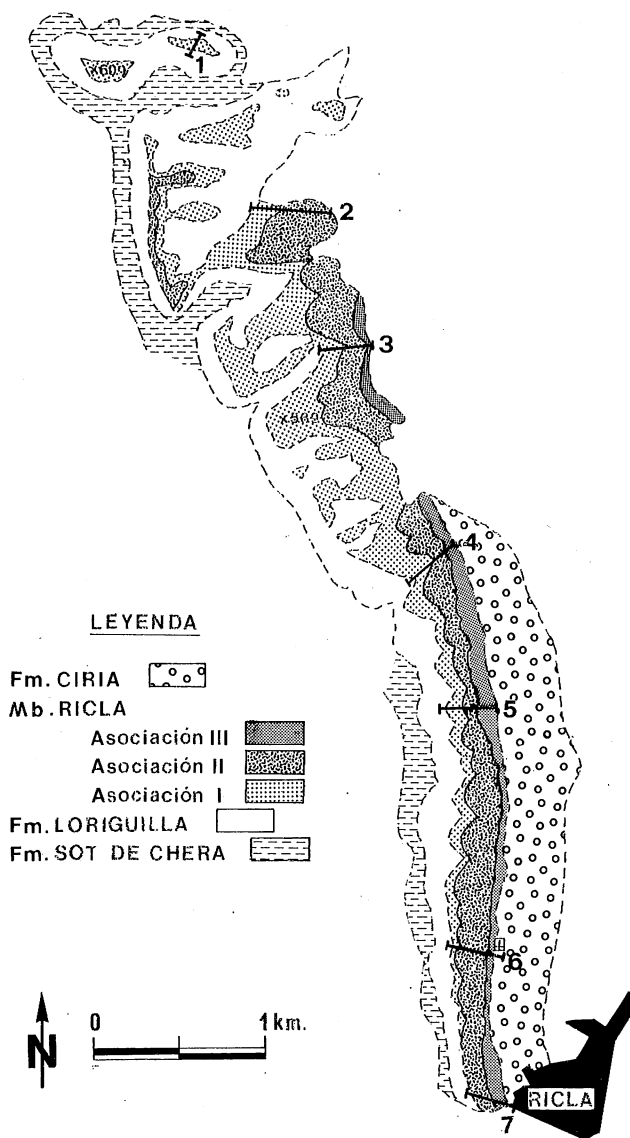 1
X609
2
3
X569
4
LEYENDA
Fm. CIRIA
Mb. RICLA
Asociación III
Asociación II
Asociación I
Fm. LORIGUILLA
Fm. SOT DE CHERA
5
6
0 1 km.
N
RICLA
7